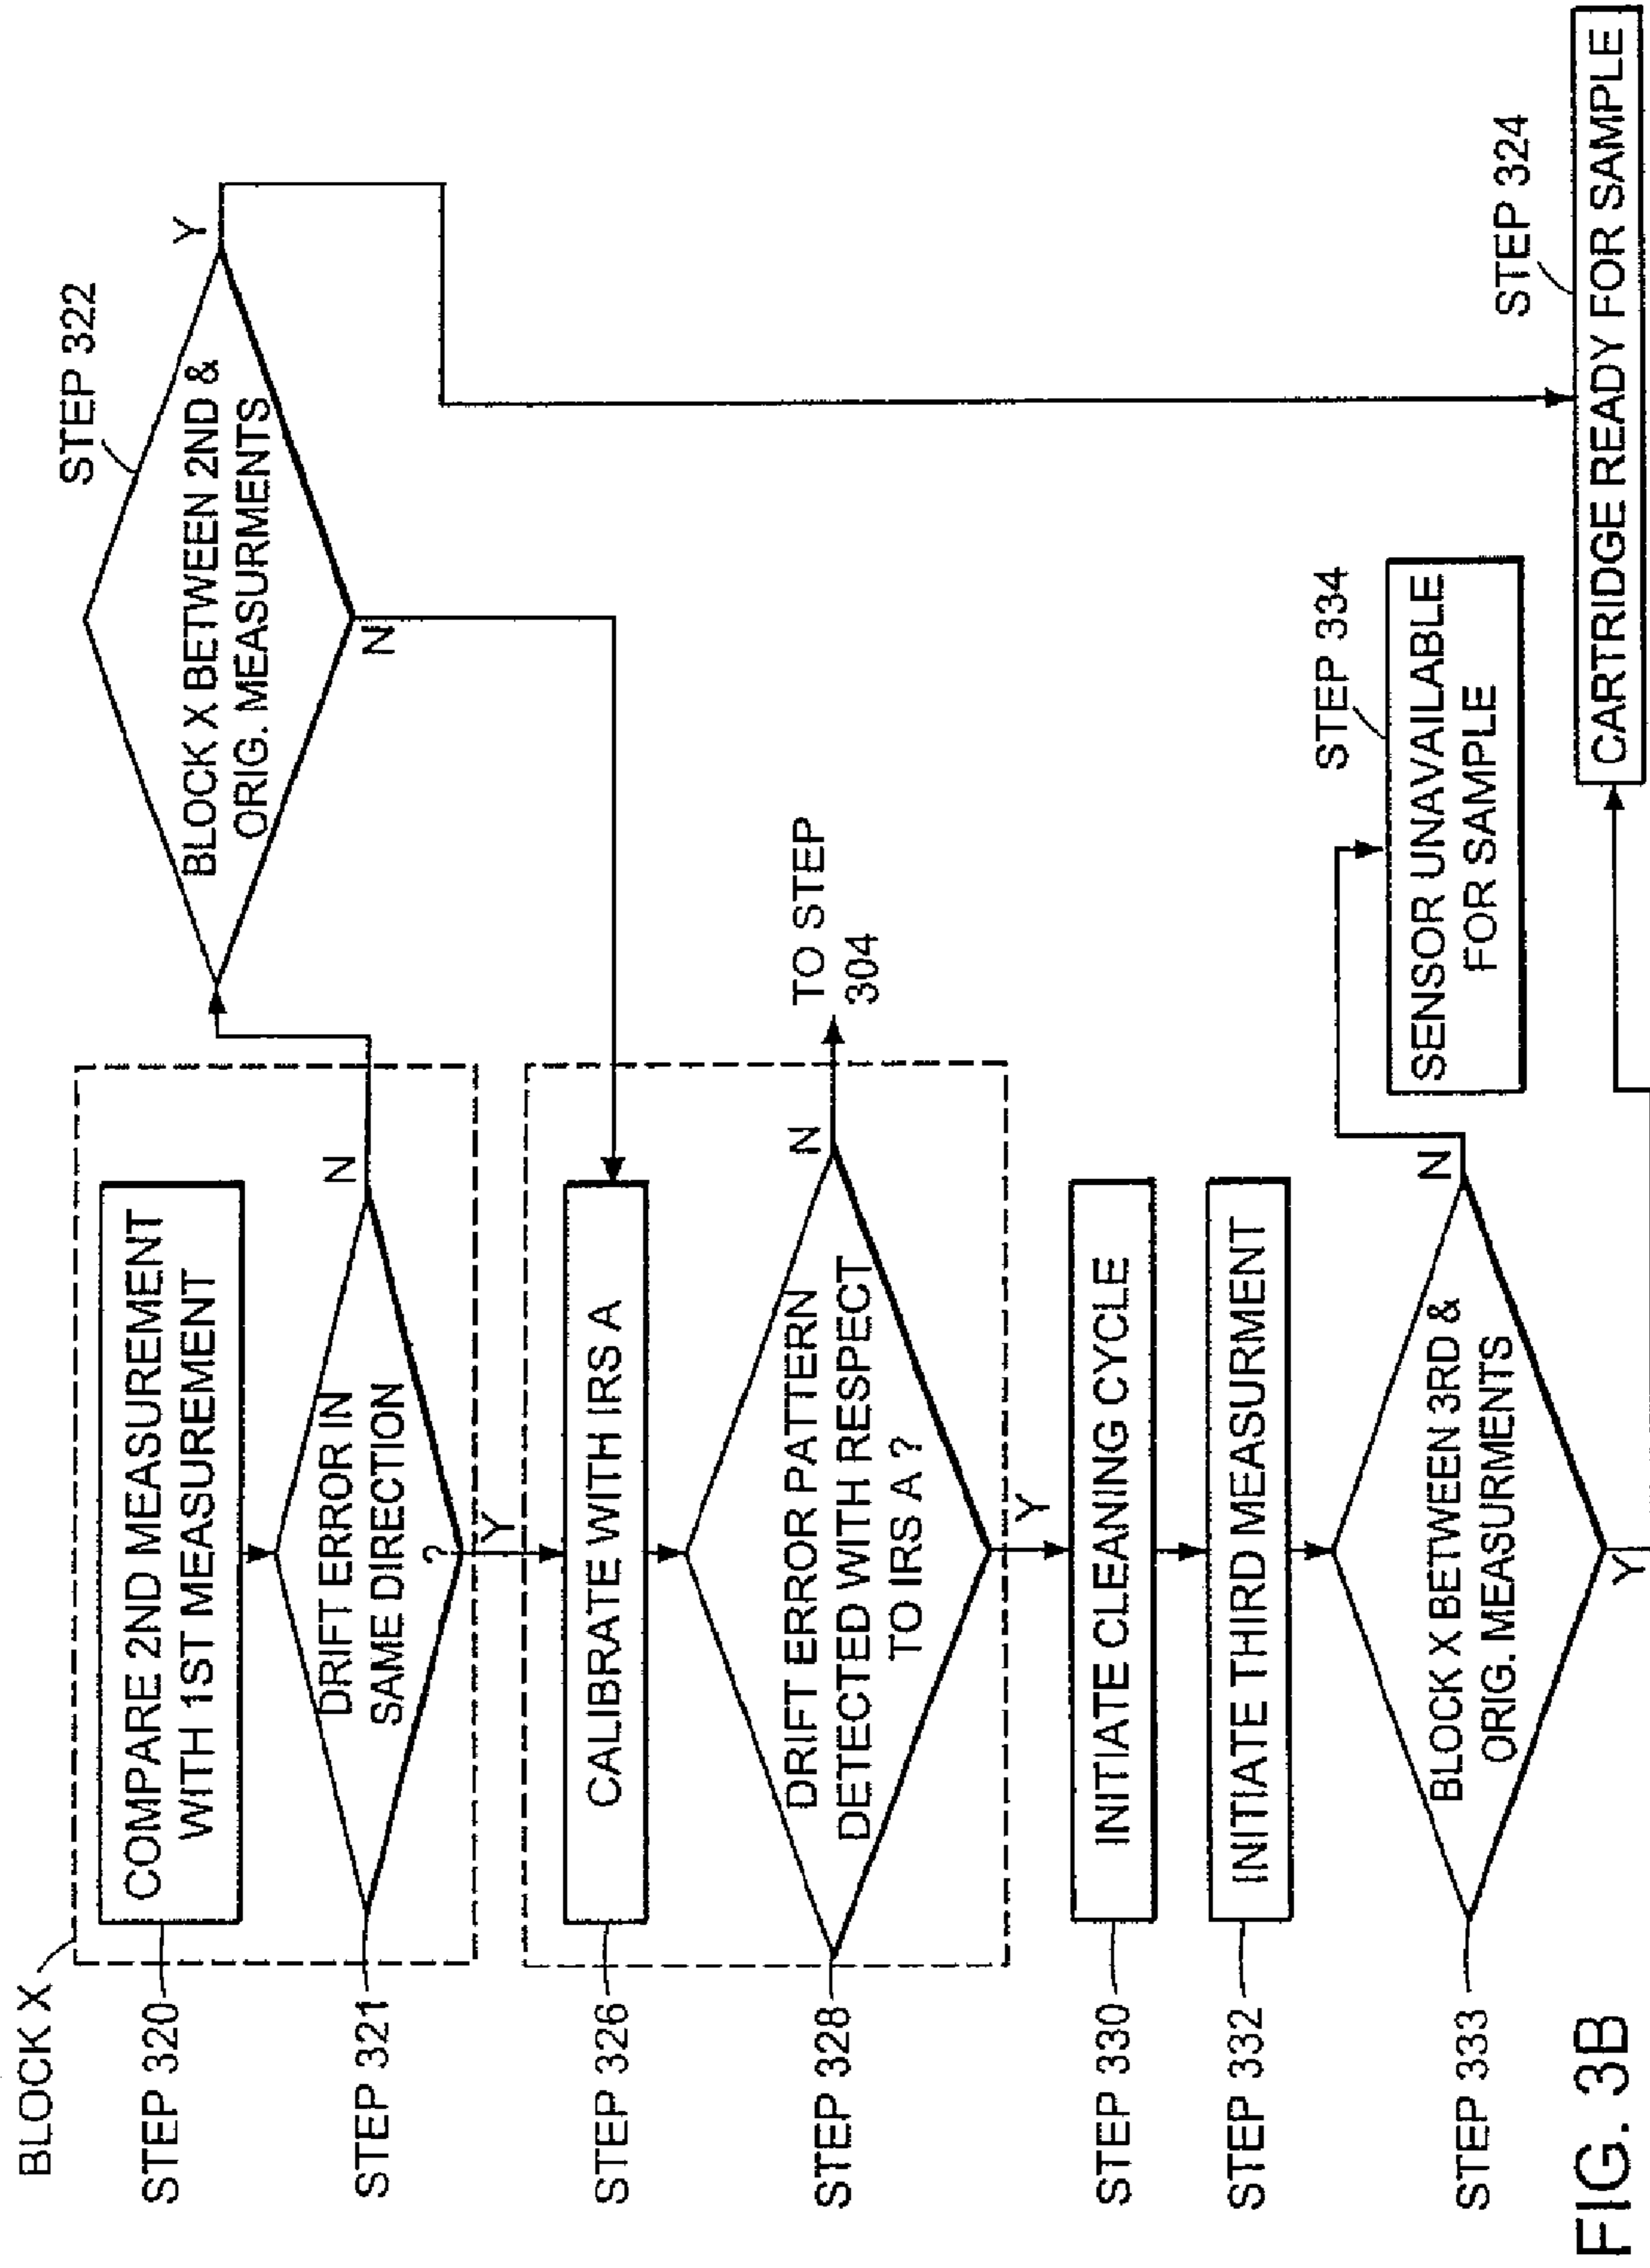 BLOCK X
STEP 320
COMPARE 2ND MEASUREMENT
WITH 1ST MEASUREMENT
STEP 321
DRIFT ERROR IN
SAME DIRECTION
?
N
Y
STEP 322
BLOCK X BETWEEN 2ND &
ORIG. MEASURMENTS
Y
N
STEP 326
CALIBRATE WITH IRS A
STEP 328
DRIFT ERROR PATTERN
DETECTED WITH RESPECT
TO IRS A ?
N
TO STEP
304
Y
STEP 330
INITIATE CLEANING CYCLE
STEP 332
INITIATE THIRD MEASURMENT
STEP 333
BLOCK X BETWEEN 3RD &
ORIG. MEASURMENTS
N
Y
STEP 334
SENSOR UNAVAILABLE
FOR SAMPLE
STEP 324
CARTRIDGE READY FOR SAMPLE
FIG. 3B